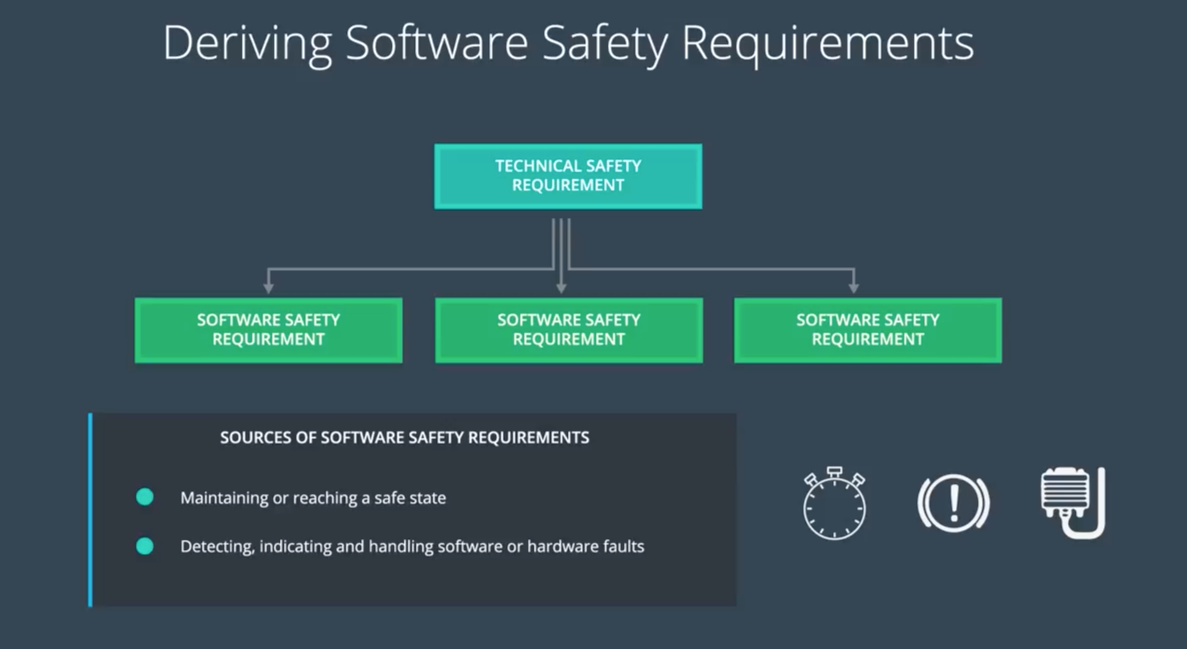 Deriving Software Safety Requirements
TECHNICAL SAFETY
REQUIREMENT
SOFTWARE SAFETY
REQUIREMENT
SOFTWARE SAFETY
REQUIREMENT
SOFTWARE SAFETY
REQUIREMENT
SOURCES OF SOFTWARE SAFETY REQUIREMENTS
Maintaining or reaching a safe state
Detecting, indicating and handling software or hardware faults
!